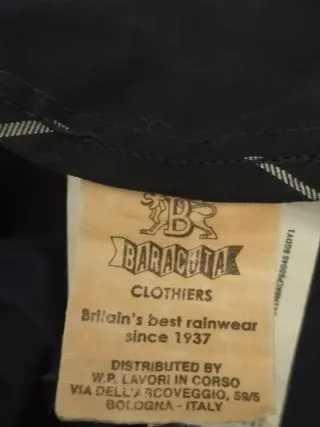 B
BARACUTA
CLOTHIERS
Britain's best rainwear
since 1937
DISTRIBUTED BY
W.P. LAVORI IN CORSO
VIA DELL'ARCOVEGGIO, 59/5
BOLOGNA - ITALY